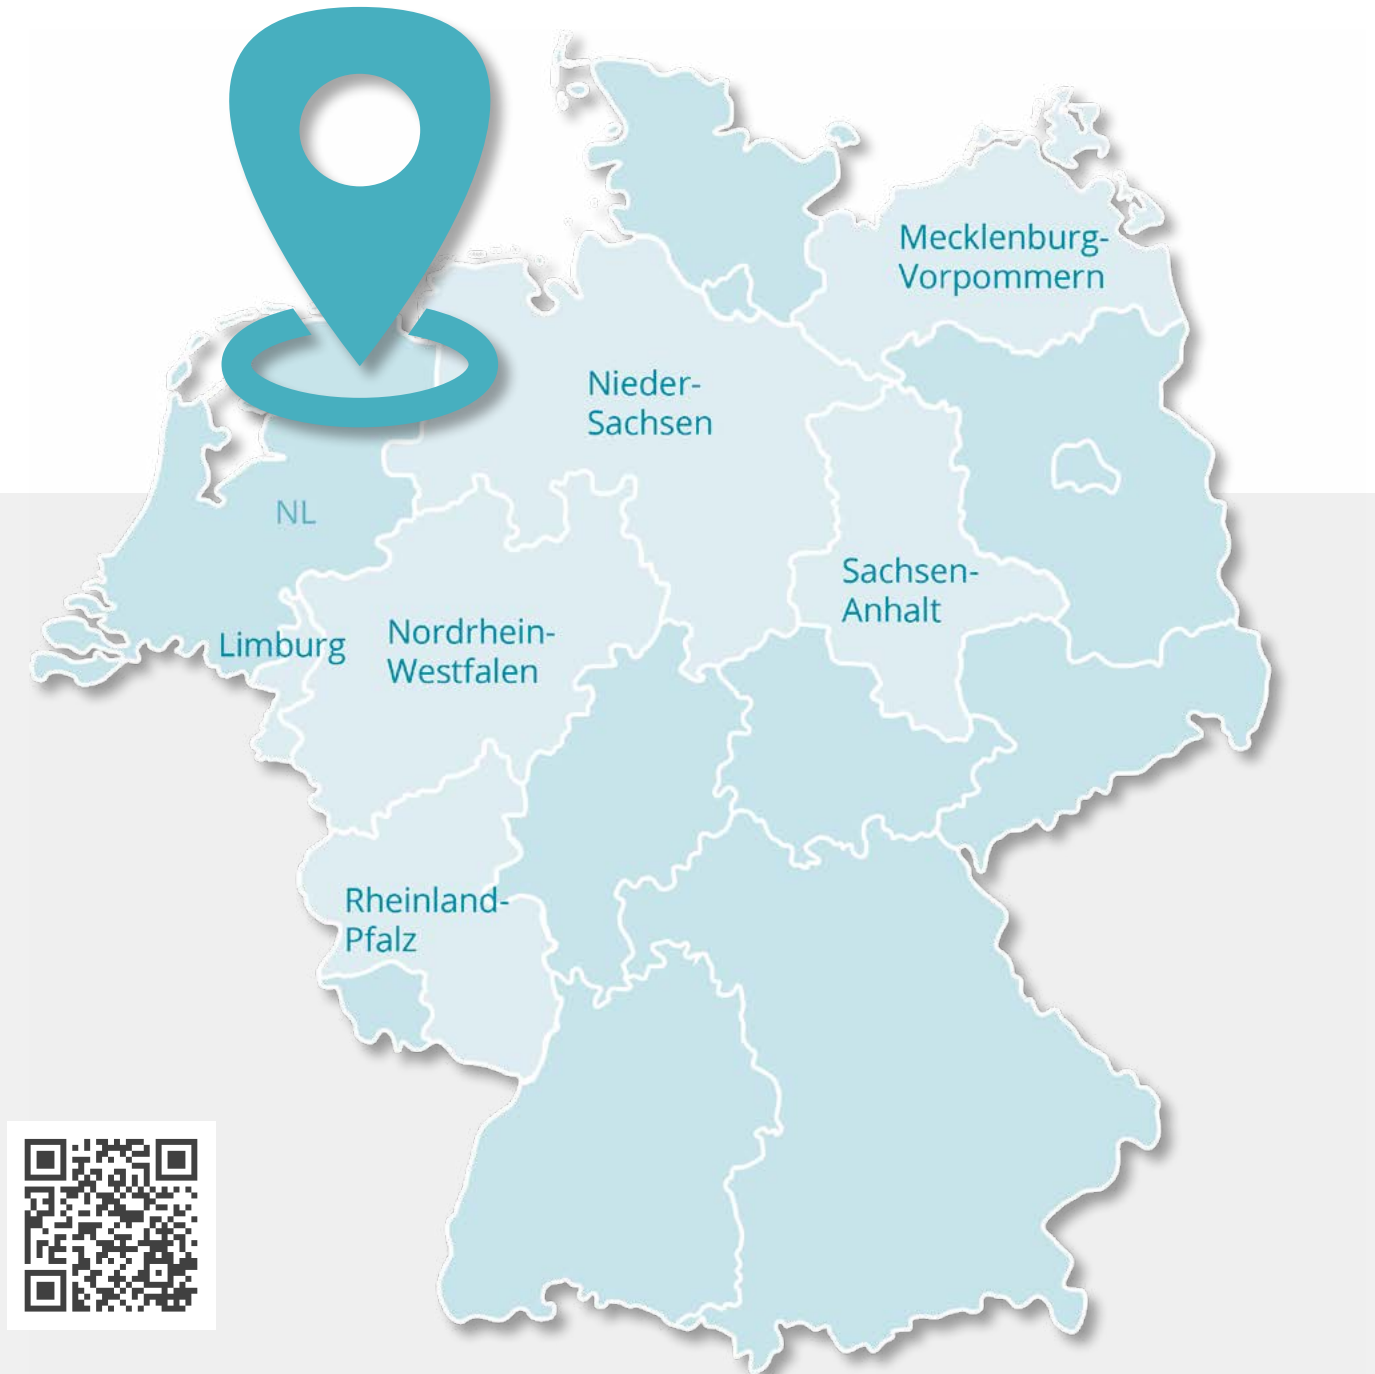 Mecklenburg-
Vorpommern
Nieder-
Sachsen
NL
Sachsen-
Anhalt
Limburg
Nordrhein-
Westfalen
Rheinland-
Pfalz